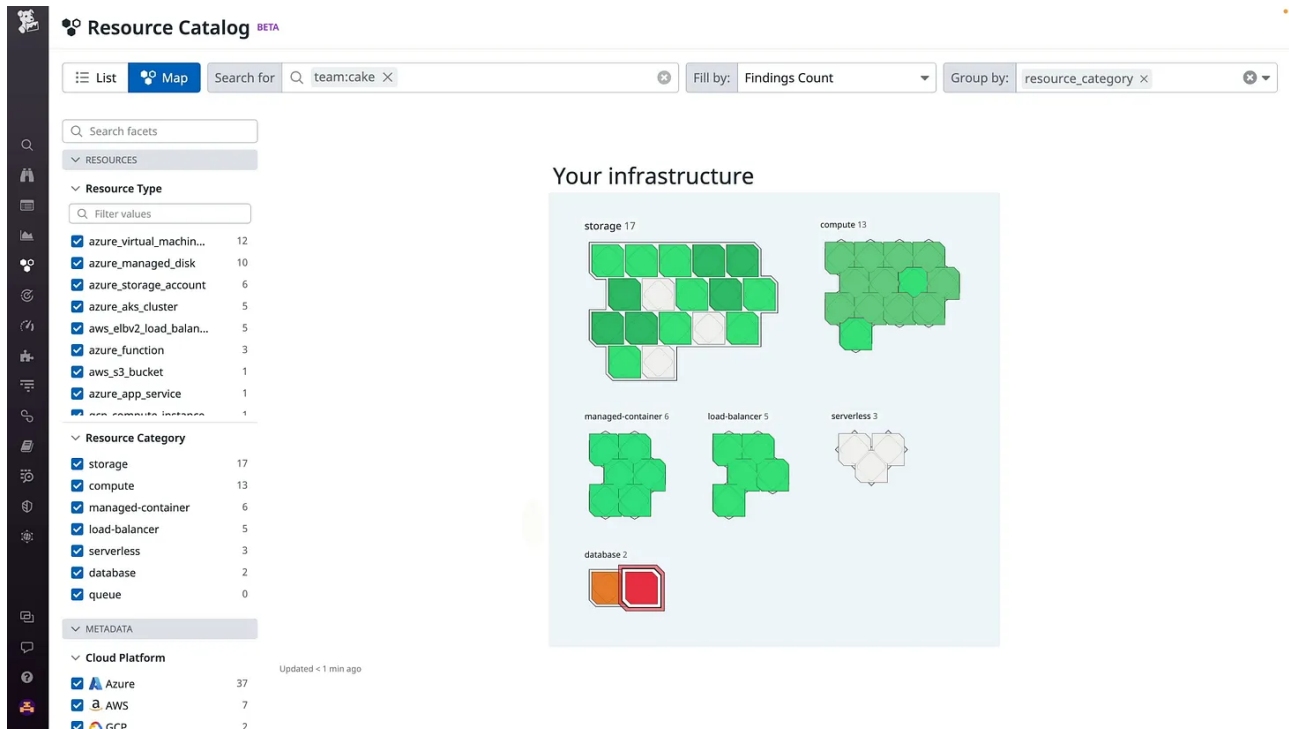 Resource Catalog BETA
List Map Search for team:cake Fill by: Findings Count Group by: resource_category
Search facets
RESOURCES
Resource Type
Filter values
azure_virtual_machin... 12
azure_managed_disk 10
azure_storage_account 6
azure_aks_cluster 5
aws_elbv2_load_balan... 5
azure_function 3
aws_s3_bucket 1
azure_app_service 1
gcp_compute_instance 1
Resource Category
storage 17
compute 13
managed-container 6
load-balancer 5
serverless 3
database 2
queue 0
METADATA
Cloud Platform
Azure 37
AWS 7
GCP 2
Your infrastructure
storage 17
compute 13
managed-container 6
load-balancer 5
serverless 3
database 2
Updated < 1 min ago